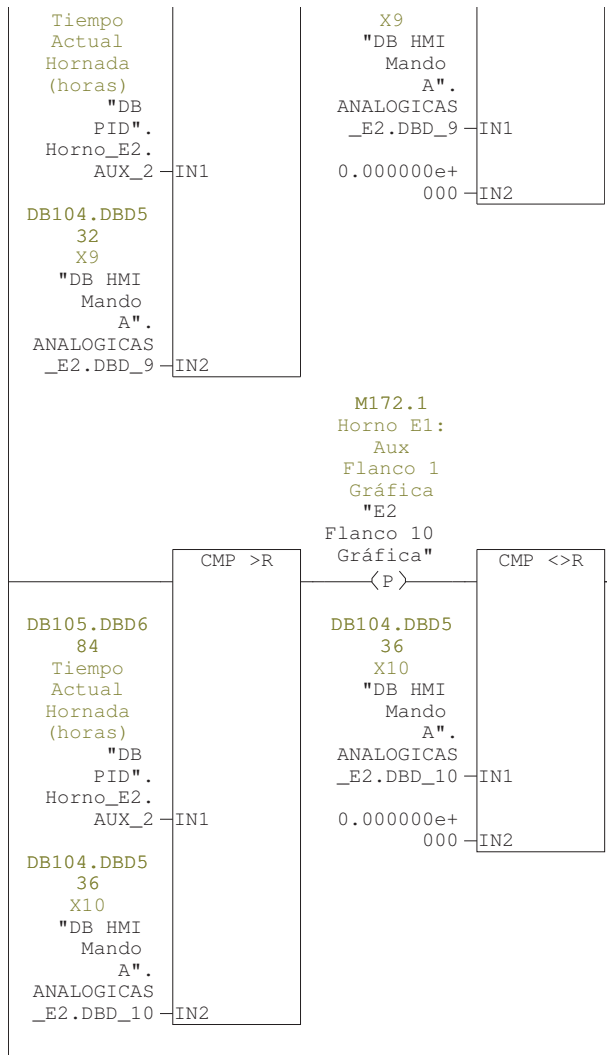 Tiempo
Actual
Hornada
(horas)
"DB
PID".
Horno_E2.
AUX_2
IN1
DB104.DBD5
32
X9
"DB HMI
Mando
A".
ANALOGICAS
_E2.DBD_9
IN2
X9
"DB HMI
Mando
A".
ANALOGICAS
_E2.DBD_9
IN1
0.000000e+
000
IN2
M172.1
Horno E1:
Aux
Flanco 1
Gráfica
"E2
Flanco 10
Gráfica"
CMP >R
P
CMP <>R
DB105.DBD6
84
Tiempo
Actual
Hornada
(horas)
"DB
PID".
Horno_E2.
AUX_2
IN1
DB104.DBD5
36
X10
"DB HMI
Mando
A".
ANALOGICAS
_E2.DBD_10
IN2
DB104.DBD5
36
X10
"DB HMI
Mando
A".
ANALOGICAS
_E2.DBD_10
IN1
0.000000e+
000
IN2